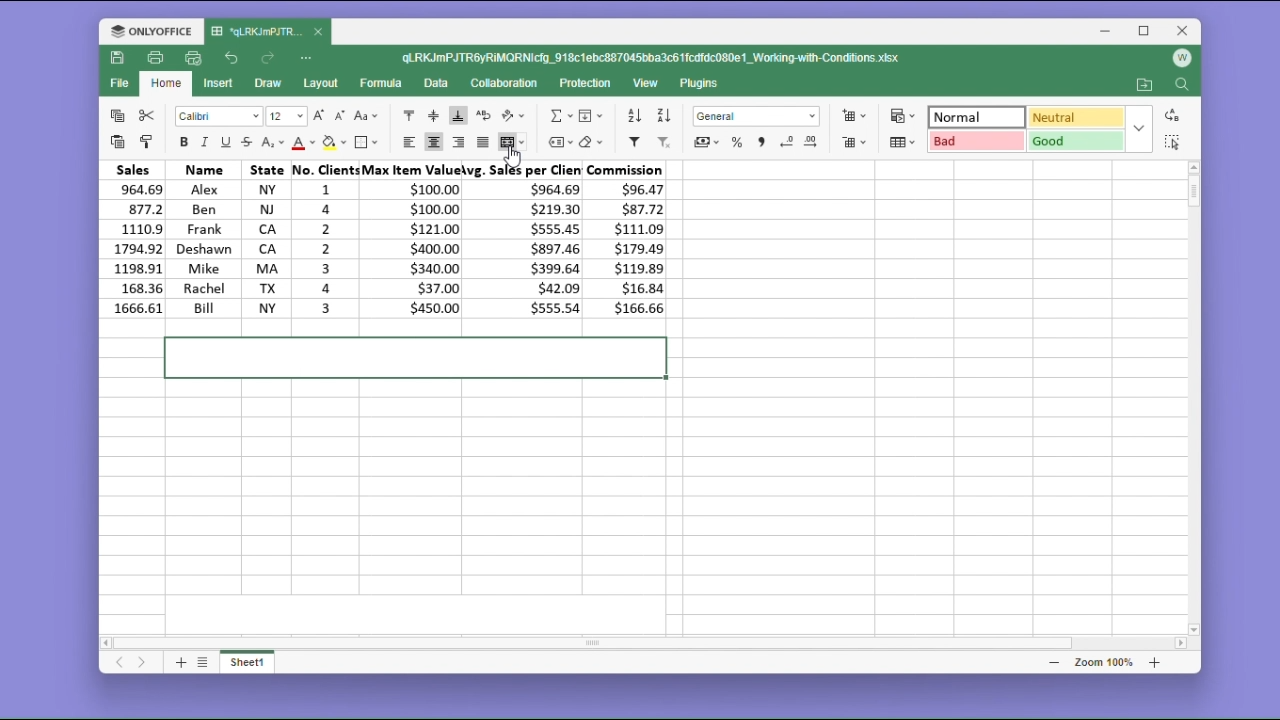 ONLYOFFICE *qLRKJmPJTR...
qLRKJmPJTR6yRiMQRNIcfg_918c1ebc887045bba3c61fcdfdc080e1_Working-with-Conditions.xlsx W
File Home Insert Draw Layout Formula Data Collaboration Protection View Plugins
Calibri 12 General Normal Neutral
Bad Good
Sales Name State No. Clients Max Item Value Avg. Sales per Clien Commission
964.69 Alex NY 1 $100.00 $964.69 $96.47
877.2 Ben NJ 4 $100.00 $219.30 $87.72
1110.9 Frank CA 2 $121.00 $555.45 $111.09
1794.92 Deshawn CA 2 $400.00 $897.46 $179.49
1198.91 Mike MA 3 $340.00 $399.64 $119.89
168.36 Rachel TX 4 $37.00 $42.09 $16.84
1666.61 Bill NY 3 $450.00 $555.54 $166.66
Sheet1 Zoom 100%